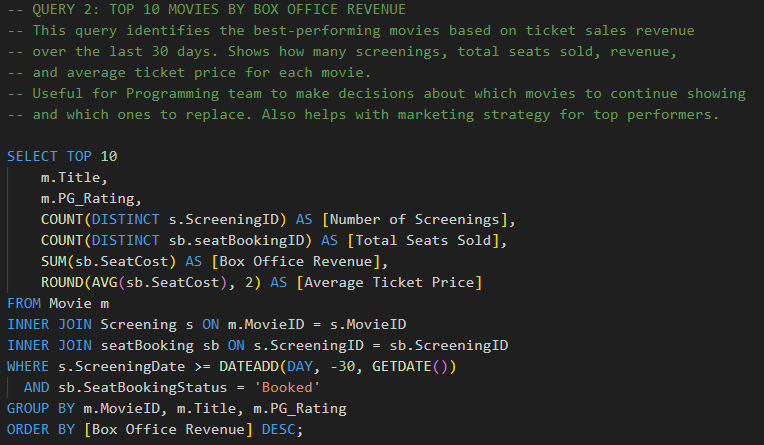 -- QUERY 2: TOP 10 MOVIES BY BOX OFFICE REVENUE
-- This query identifies the best-performing movies based on ticket sales revenue
-- over the last 30 days. Shows how many screenings, total seats sold, revenue,
-- and average ticket price for each movie.
-- Useful for Programming team to make decisions about which movies to continue showing
-- and which ones to replace. Also helps with marketing strategy for top performers.

SELECT TOP 10
    m.Title,
    m.PG_Rating,
    COUNT(DISTINCT s.ScreeningID) AS [Number of Screenings],
    COUNT(DISTINCT sb.seatBookingID) AS [Total Seats Sold],
    SUM(sb.SeatCost) AS [Box Office Revenue],
    ROUND(AVG(sb.SeatCost), 2) AS [Average Ticket Price]
FROM Movie m
INNER JOIN Screening s ON m.MovieID = s.MovieID
INNER JOIN seatBooking sb ON s.ScreeningID = sb.ScreeningID
WHERE s.ScreeningDate >= DATEADD(DAY, -30, GETDATE())
  AND sb.SeatBookingStatus = 'Booked'
GROUP BY m.MovieID, m.Title, m.PG_Rating
ORDER BY [Box Office Revenue] DESC;